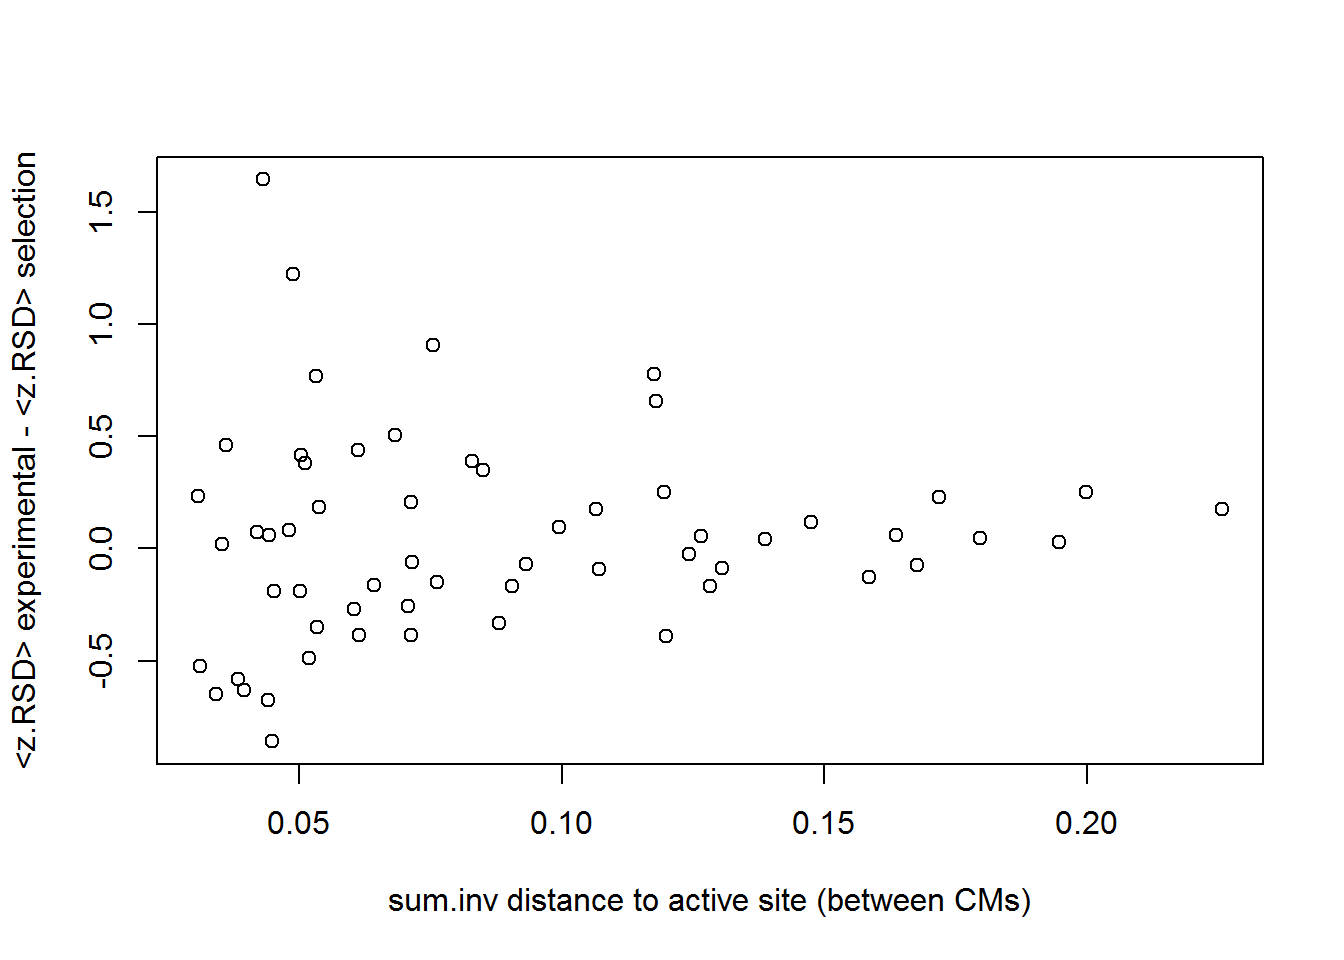 <z.RSD> experimental - <z.RSD> selection
1.5
1.0
0.5
0.0
-0.5
0.05 0.10 0.15 0.20
sum.inv distance to active site (between CMs)